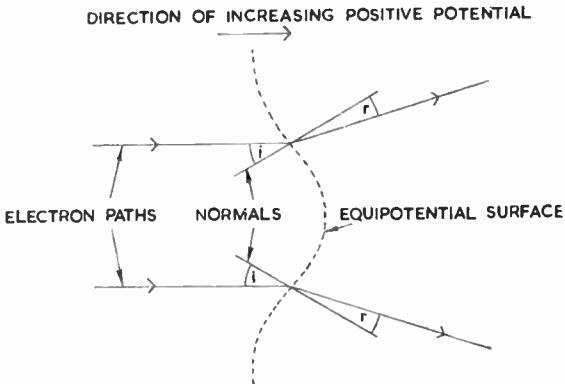 DIRECTION OF INCREASING POSITIVE POTENTIAL
r
i
ELECTRON PATHS
NORMALS
EQUIPOTENTIAL SURFACE
i
r